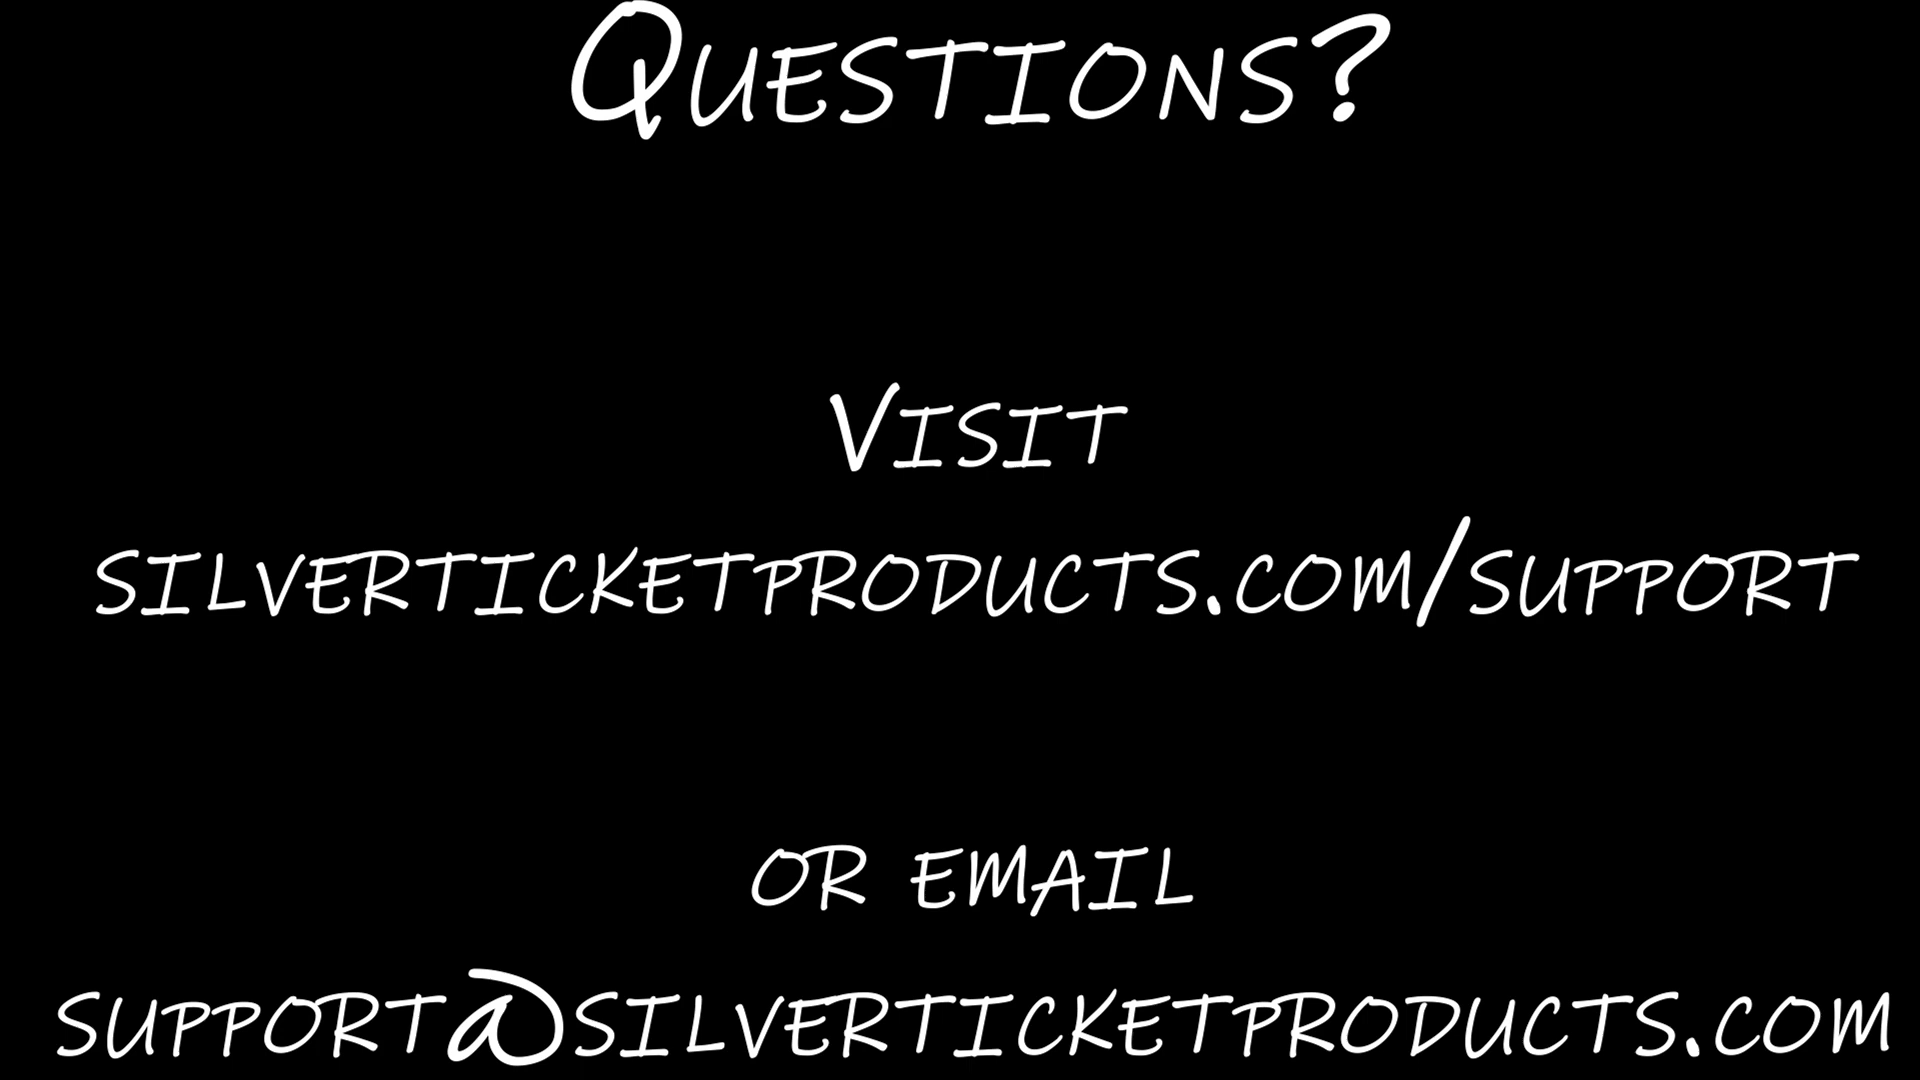 Questions?
Visit
silverticketproducts.com/support
or email
support@silverticketproducts.com